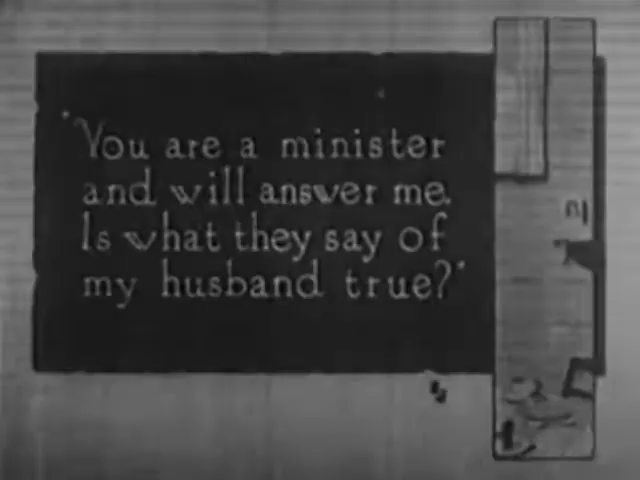 "You are a minister
and will answer me.
Is what they say of
my husband true?"